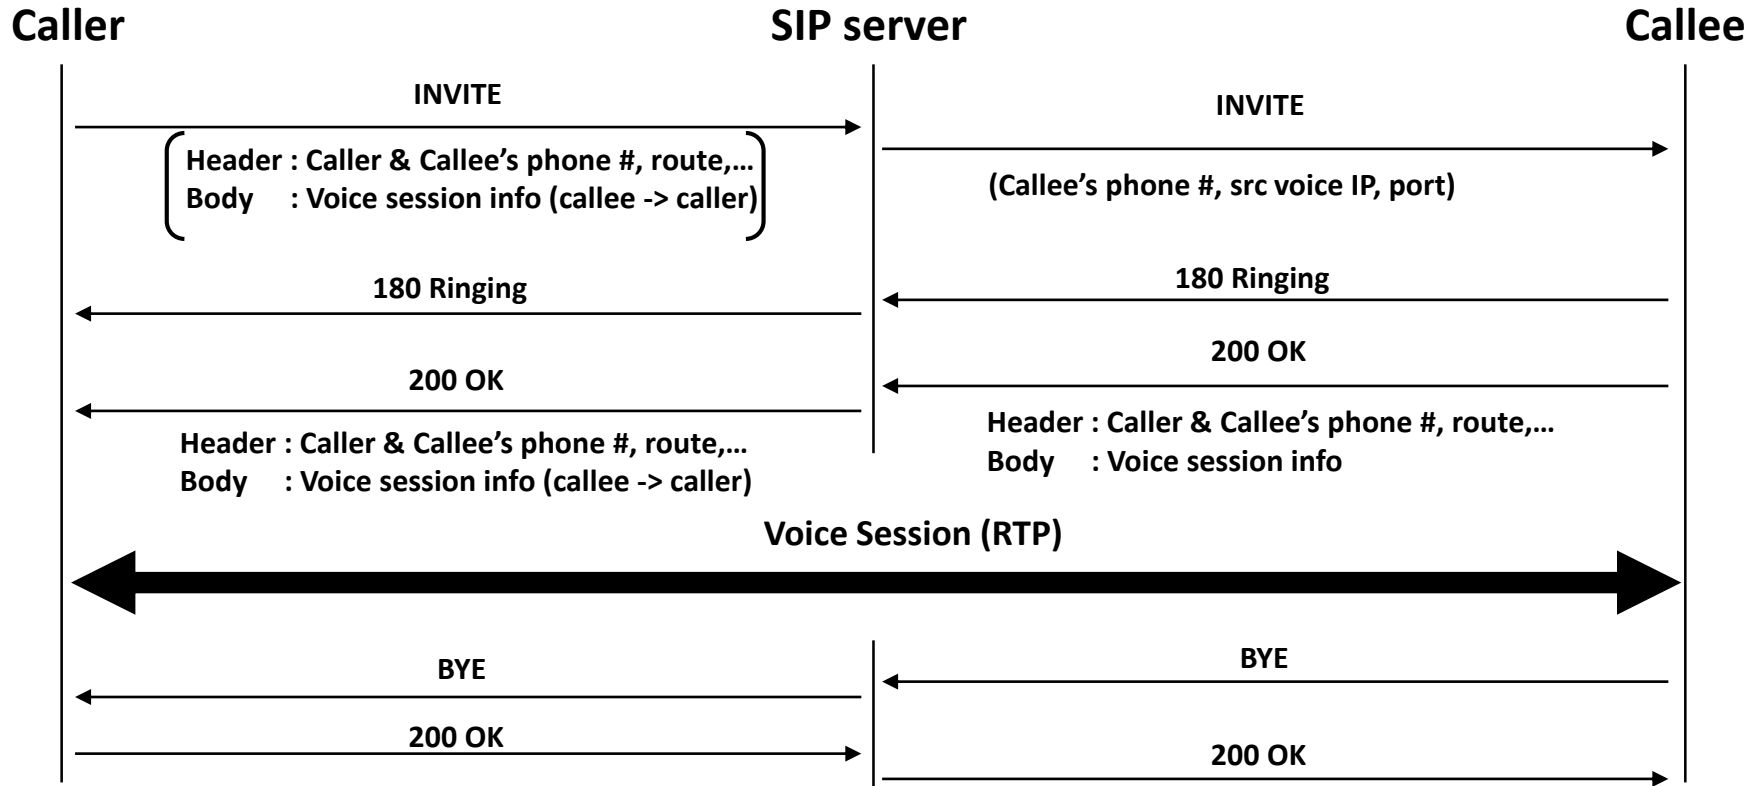 Caller
SIP server
Callee
INVITE
INVITE
Header : Caller & Callee’s phone #, route,…
Body : Voice session info (callee -> caller)
(Callee’s phone #, src voice IP, port)
180 Ringing
180 Ringing
200 OK
200 OK
Header : Caller & Callee’s phone #, route,…
Body : Voice session info
Header : Caller & Callee’s phone #, route,…
Body : Voice session info (callee -> caller)
Voice Session (RTP)
BYE
BYE
200 OK
200 OK